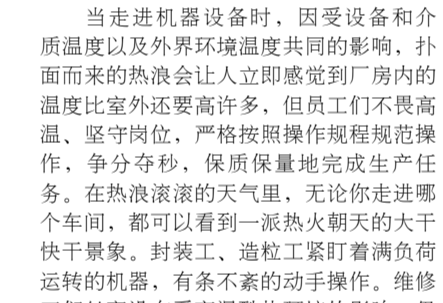 当走进机器设备时，因受设备和介
质温度以及外界环境温度共同的影响，扑
面而来的热浪会让人立即感觉到厂房内的
温度比室外还要高许多，但员工们不畏高
温、坚守岗位，严格按照操作规程规范操
作，争分夺秒，保质保量地完成生产任
务。在热浪滚滚的天气里，无论你走进哪
个车间，都可以看到一派热火朝天的大干
快干景象。封装工、造粒工紧盯着满负荷
运转的机器，有条不紊的动手操作。维修